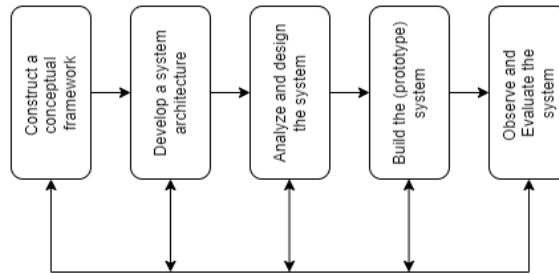 Construct a
conceptual
framework
Develop a system
architecture
Analyze and design
the system
Build the (prototype)
system
Observe and
Evaluate the
system